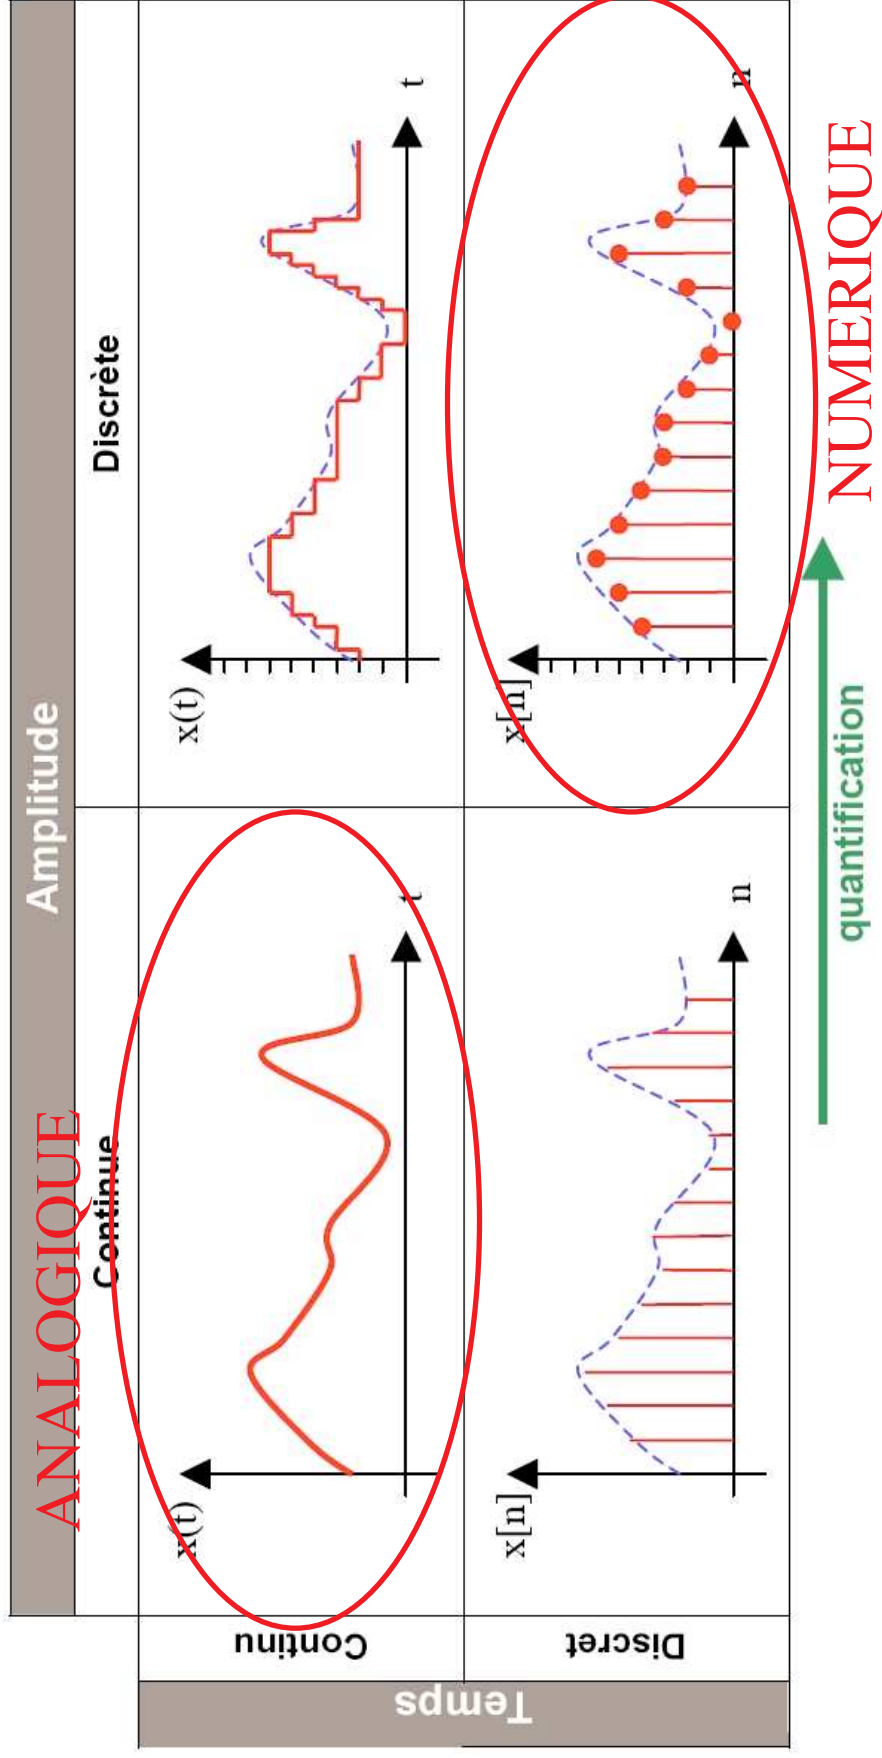 Amplitude
ANALOGIQUE
Continue
Discrète
Temps
Continu
x(t)
t
x(t)
t
Discret
x[n]
n
x[n]
n
quantification
NUMERIQUE